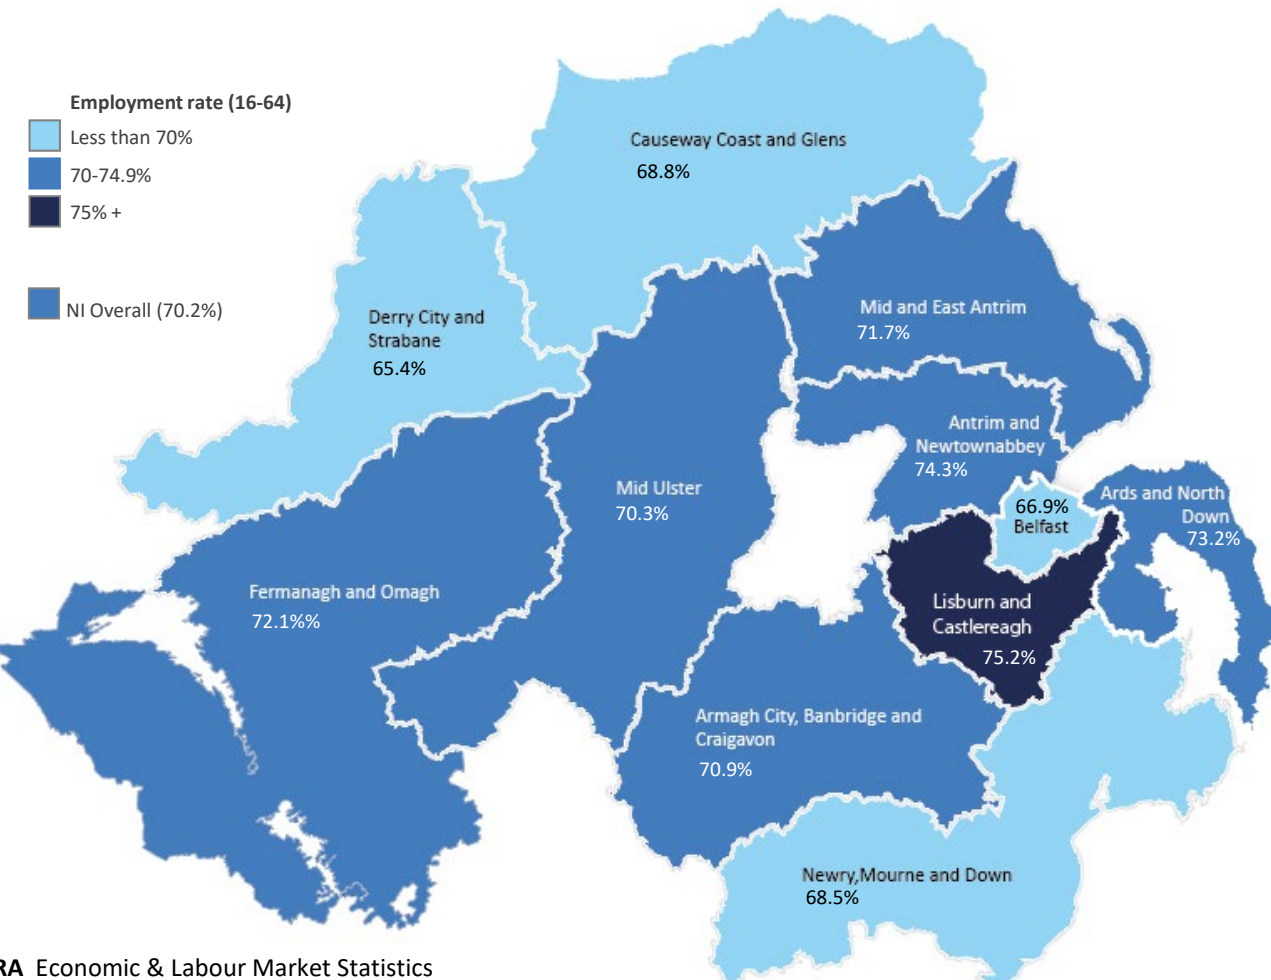 Employment rate (16-64)
Less than 70%
70-74.9%
75% +
NI Overall (70.2%)
Causeway Coast and Glens
68.8%
Derry City and
Strabane
65.4%
Mid and East Antrim
71.7%
Antrim and
Newtownabbey
74.3%
Mid Ulster
70.3%
66.9%
Belfast
Ards and North
Down
73.2%
Fermanagh and Omagh
72.1%%
Lisburn and
Castlereagh
75.2%
Armagh City, Banbridge and
Craigavon
70.9%
Newry,Mourne and Down
68.5%
RA Economic & Labour Market Statistics